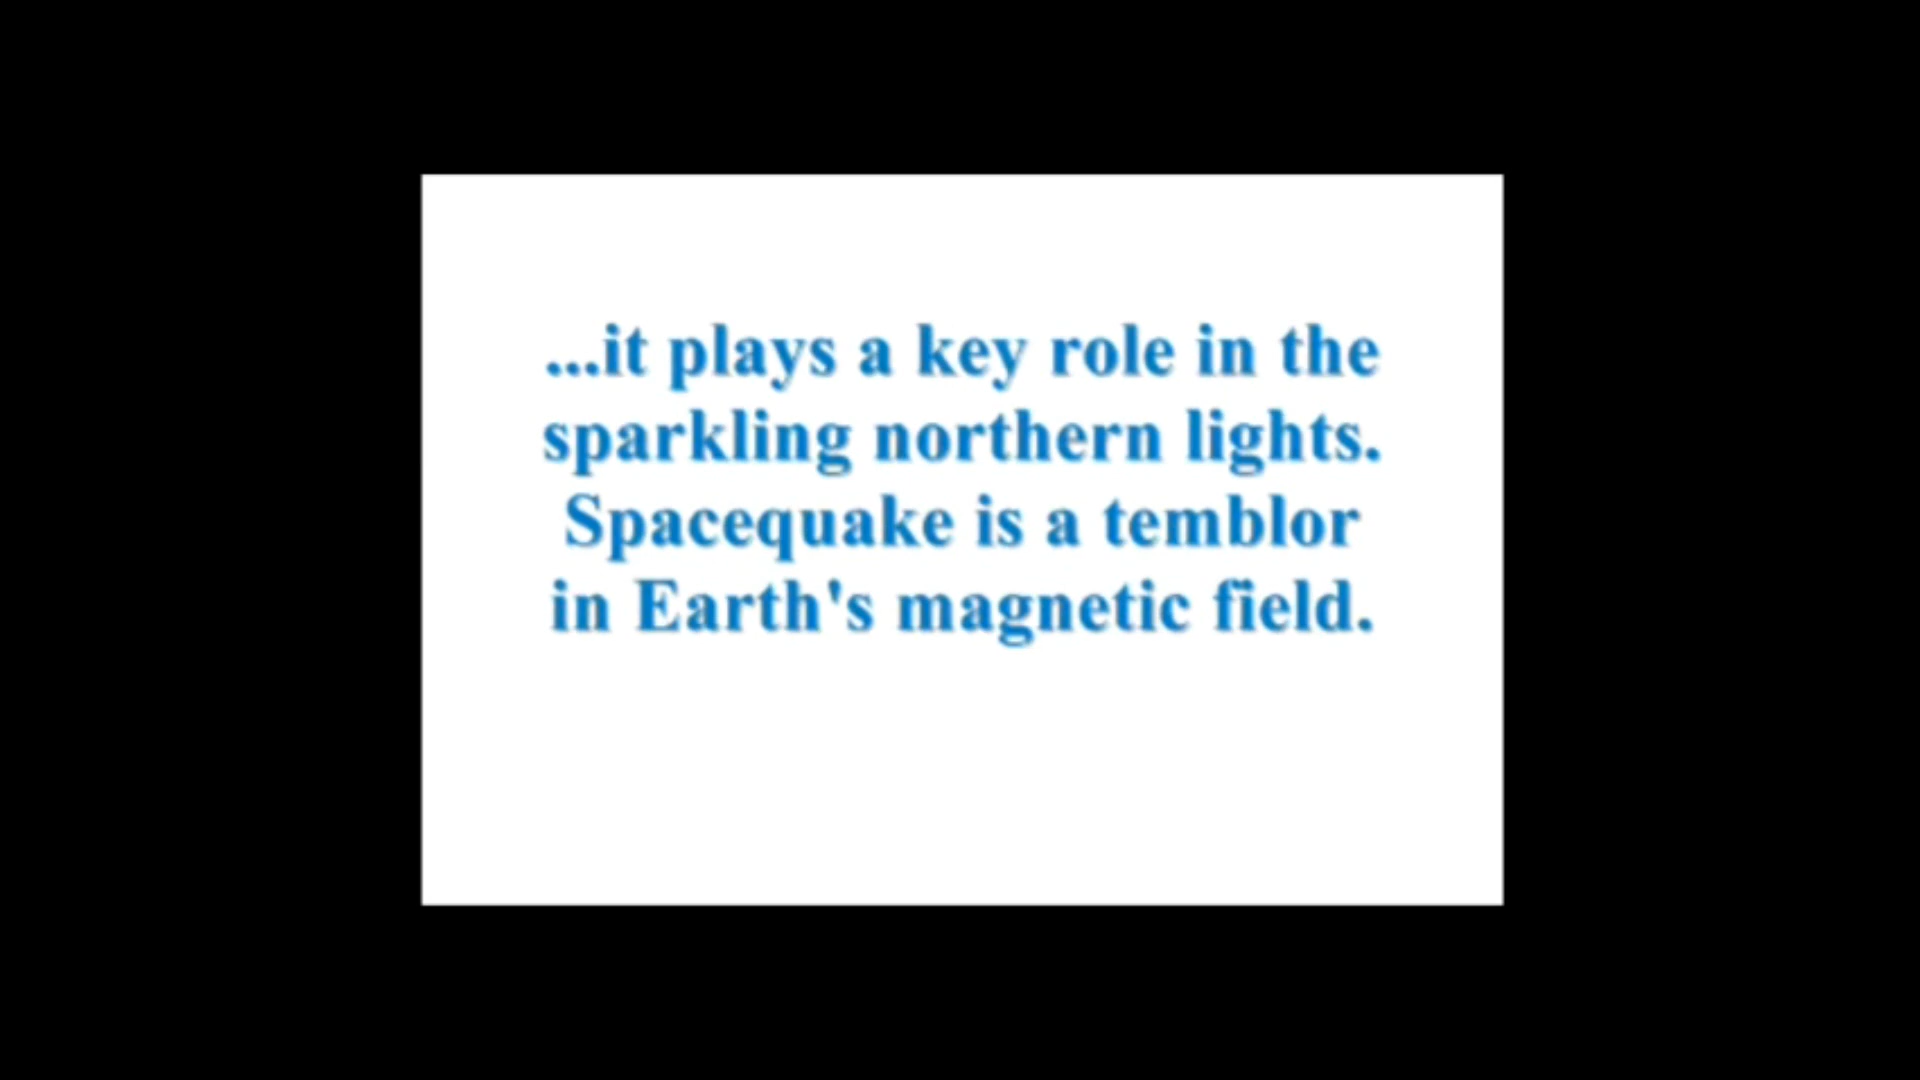 ...it plays a key role in the
sparkling northern lights.
Spacequake is a temblor
in Earth's magnetic field.